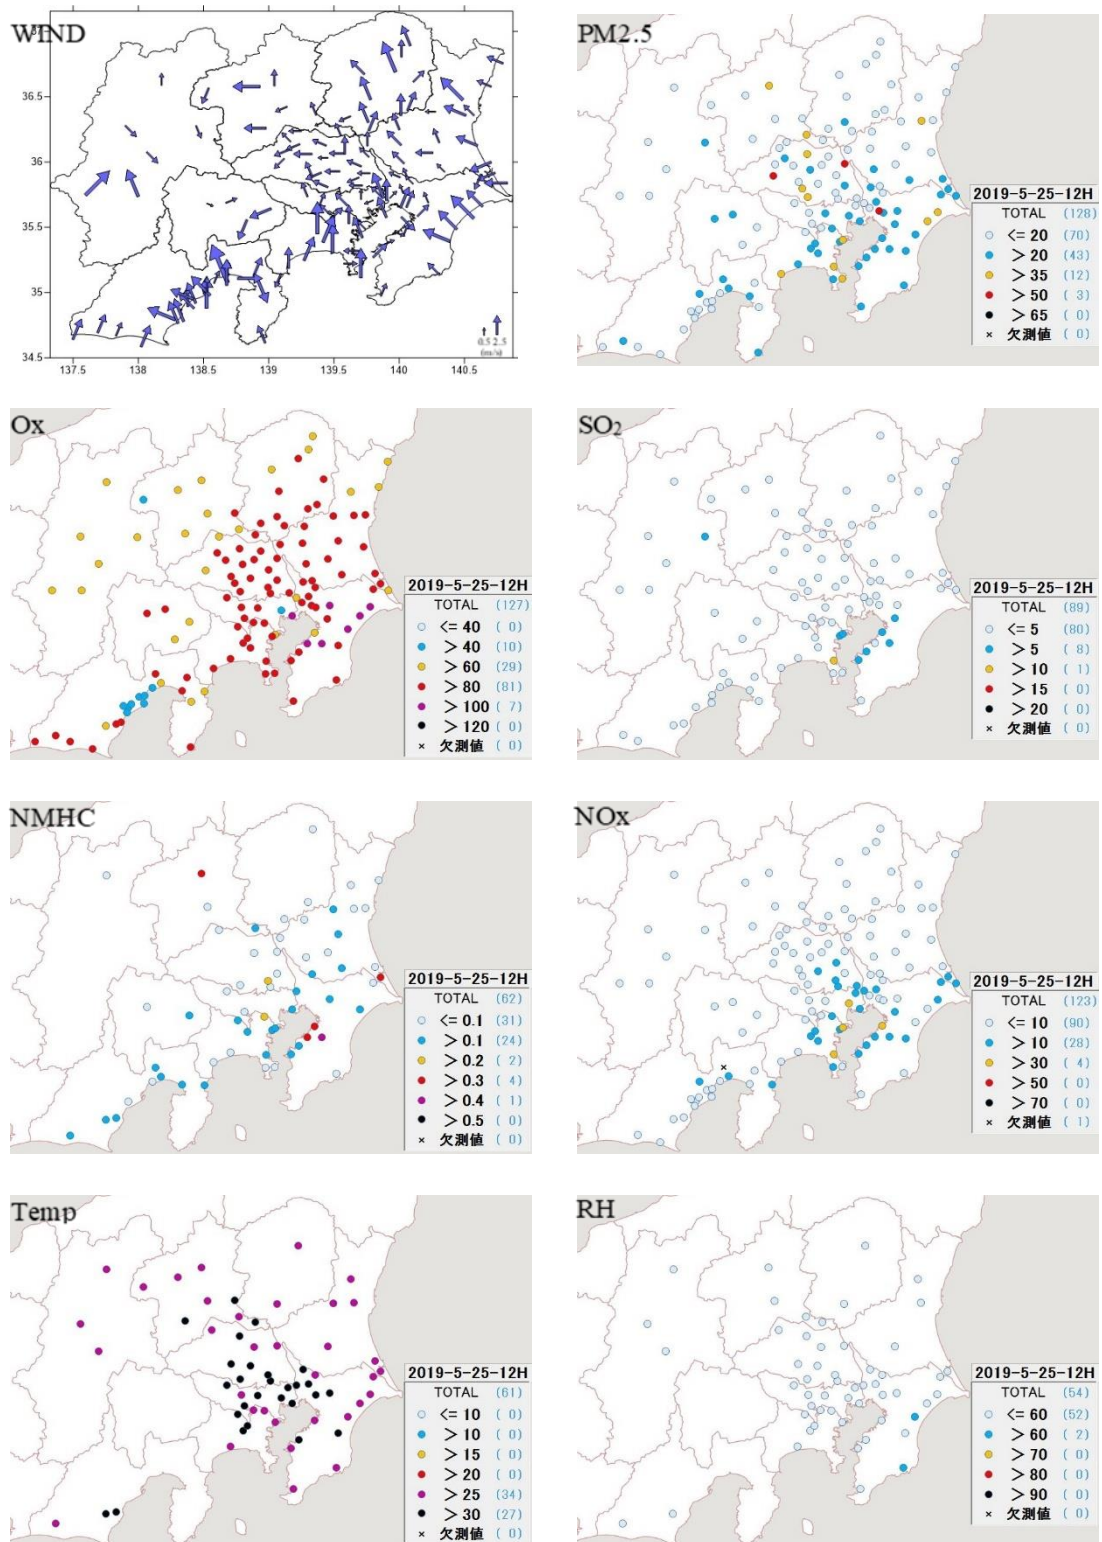 WIND
36.5
36
35.5
35
34.5
137.5 138 138.5 139 139.5 140 140.5
0.5 2.5
(m/s)
PM2.5
2019-5-25-12H
TOTAL (128)
<= 20 (70)
> 20 (43)
> 35 (12)
> 50 ( 3)
> 65 ( 0)
× 欠測値 ( 0)
Ox
2019-5-25-12H
TOTAL (127)
<= 40 ( 0)
> 40 (10)
> 60 (29)
> 80 (81)
> 100 ( 7)
> 120 ( 0)
× 欠測値 ( 0)
SO₂
2019-5-25-12H
TOTAL (89)
<= 5 (80)
> 5 ( 8)
> 10 ( 1)
> 15 ( 0)
> 20 ( 0)
× 欠測値 ( 0)
NMHC
2019-5-25-12H
TOTAL (62)
<= 0.1 (31)
> 0.1 (24)
> 0.2 ( 2)
> 0.3 ( 4)
> 0.4 ( 1)
> 0.5 ( 0)
× 欠測値 ( 0)
NOx
2019-5-25-12H
TOTAL (123)
<= 10 (90)
> 10 (28)
> 30 ( 4)
> 50 ( 0)
> 70 ( 0)
× 欠測値 ( 1)
Temp
2019-5-25-12H
TOTAL (61)
<= 10 ( 0)
> 10 ( 0)
> 15 ( 0)
> 20 ( 0)
> 25 (34)
> 30 (27)
× 欠測値 ( 0)
RH
2019-5-25-12H
TOTAL (54)
<= 60 (52)
> 60 ( 2)
> 70 ( 0)
> 80 ( 0)
> 90 ( 0)
× 欠測値 ( 0)